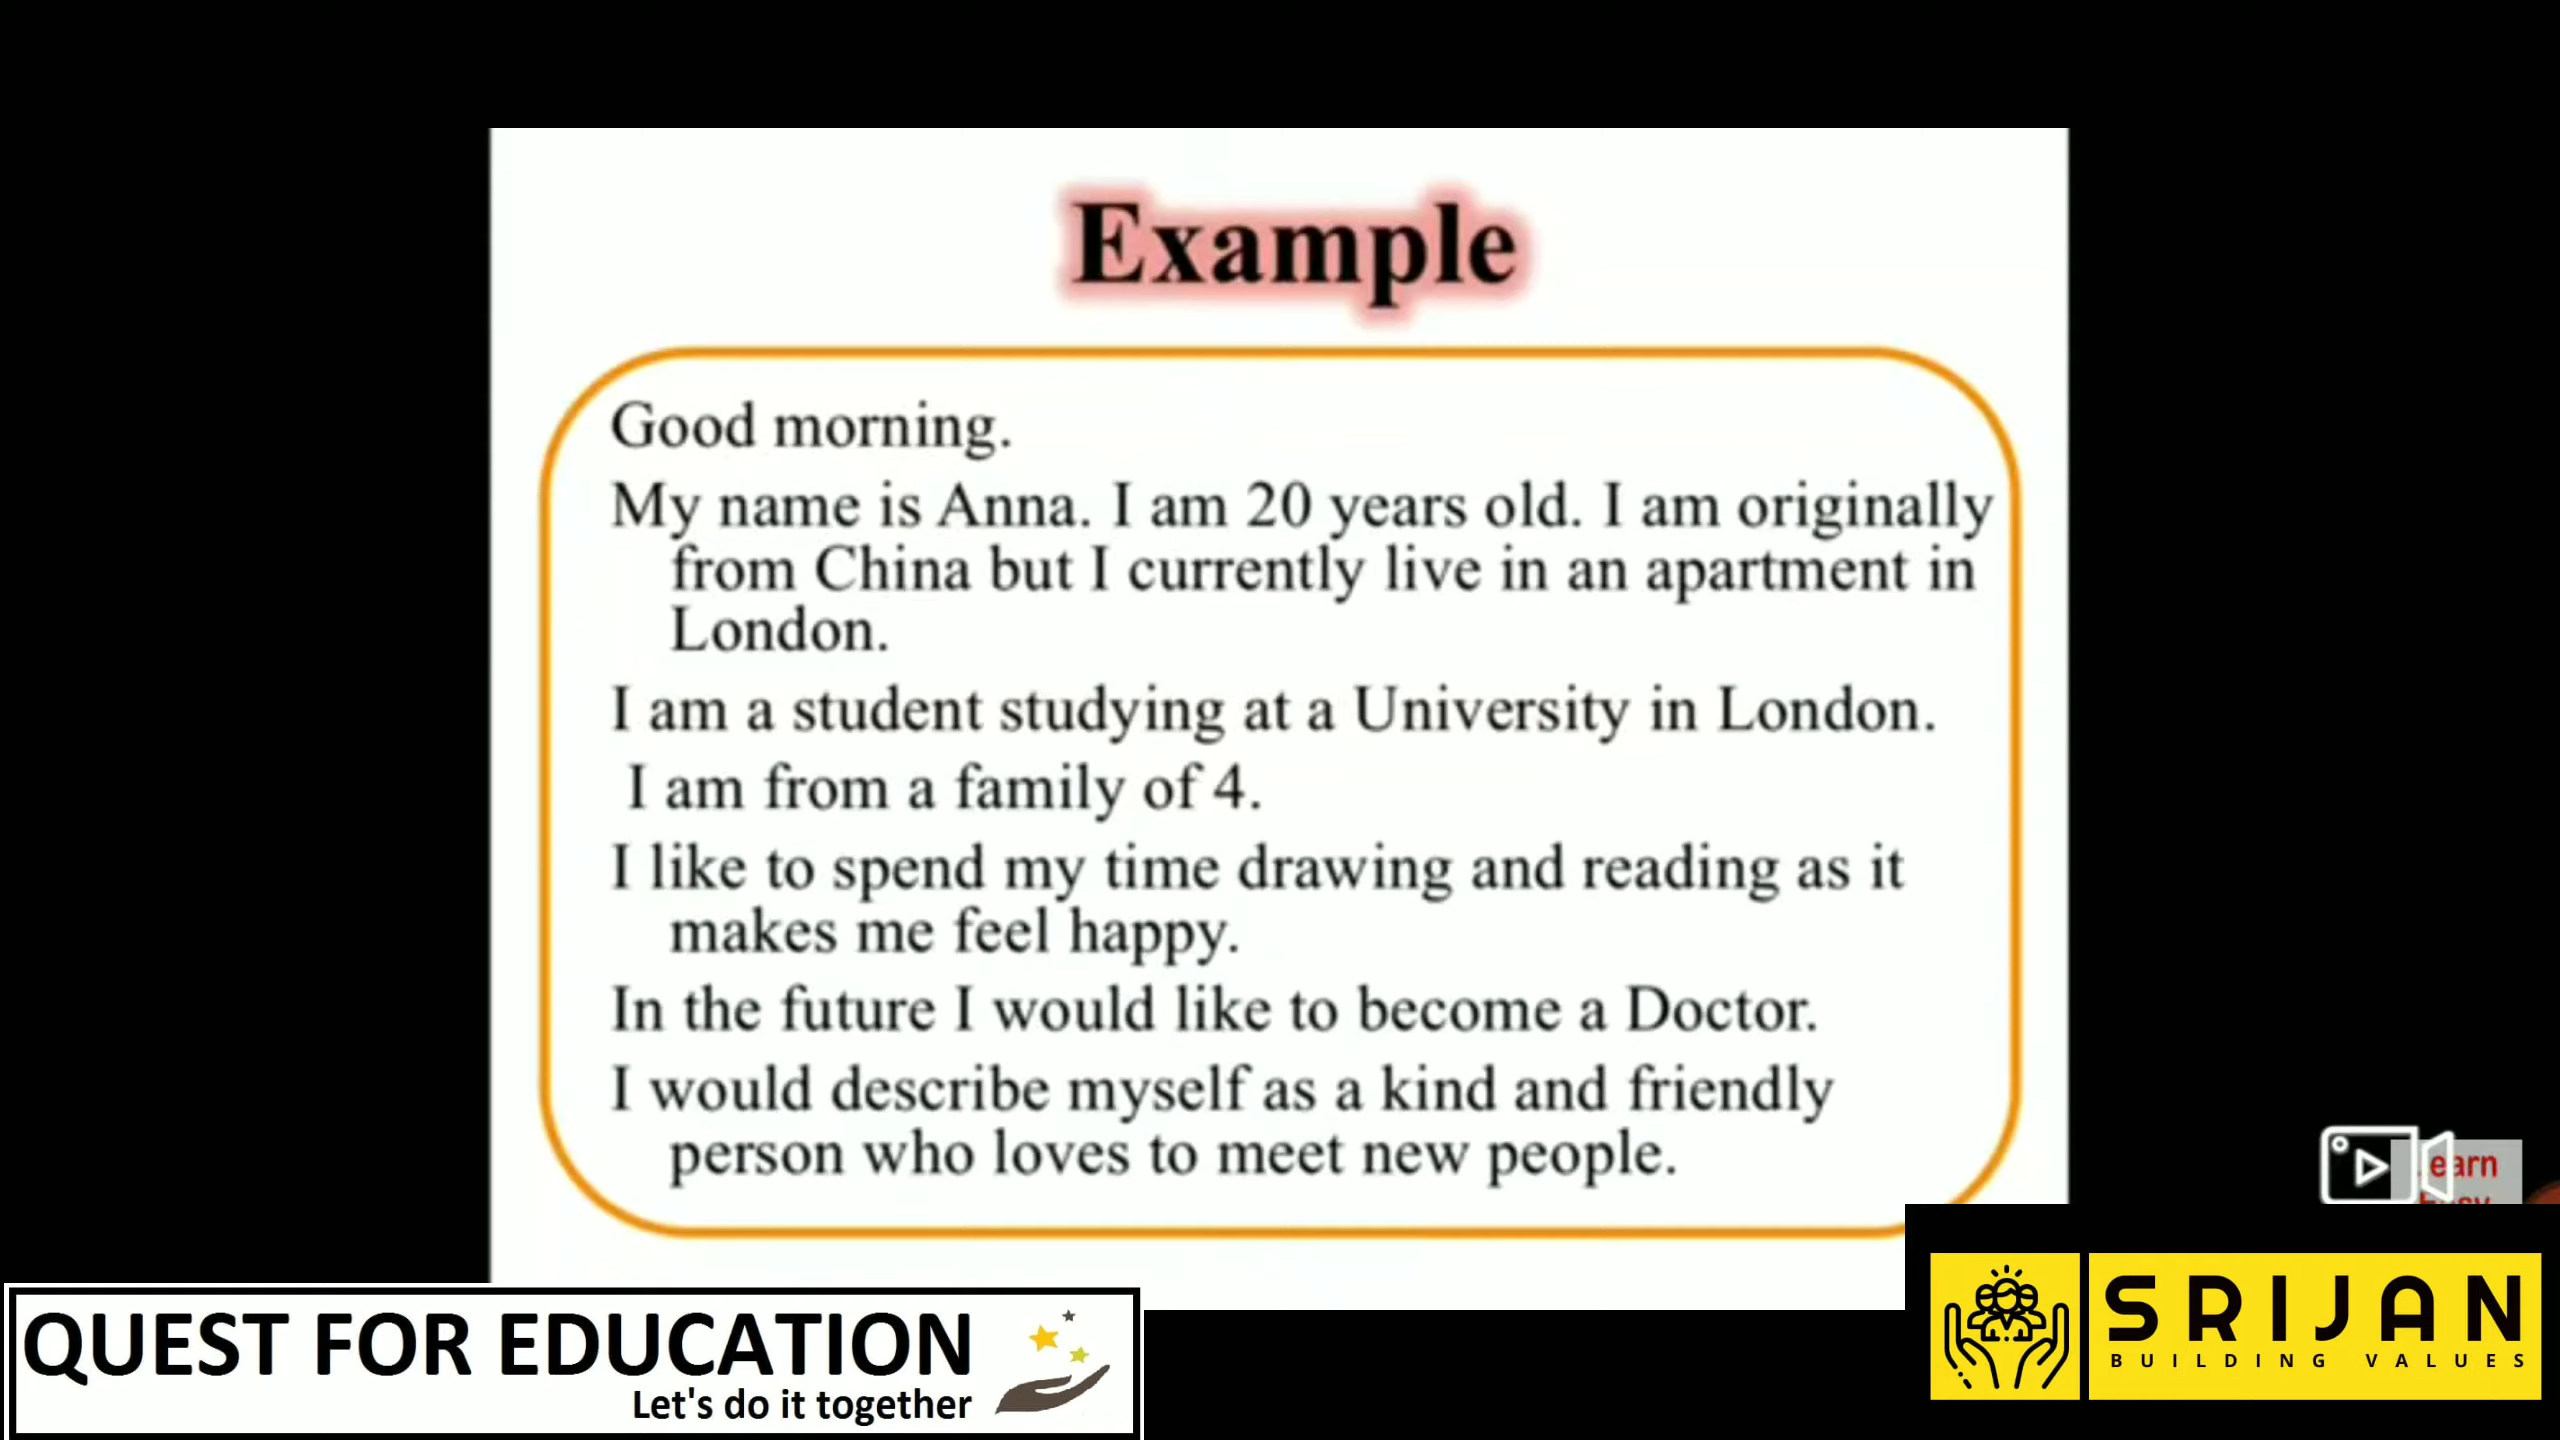 Example
Good morning.
My name is Anna. I am 20 years old. I am originally
from China but I currently live in an apartment in
London.
I am a student studying at a University in London.
I am from a family of 4.
I like to spend my time drawing and reading as it
makes me feel happy.
In the future I would like to become a Doctor.
I would describe myself as a kind and friendly
person who loves to meet new people.
QUEST FOR EDUCATION
Let's do it together
SRIJAN
BUILDING VALUES